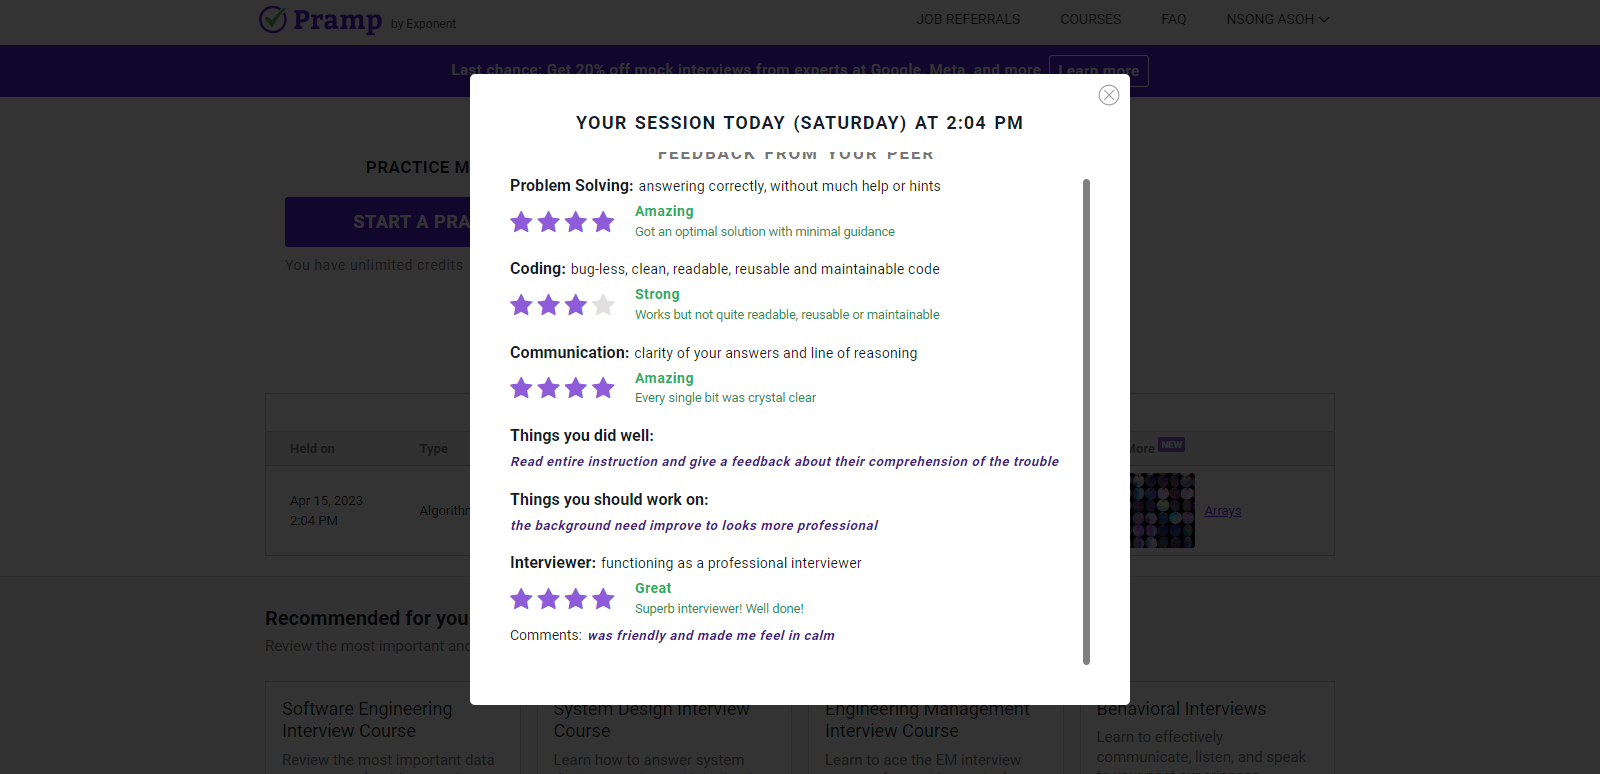 Pramp by Exponent
JOB REFERRALS COURSES FAQ NSONG ASOH
Last chance: Get 20% off mock interviews from experts at Google, Meta, and more Learn more
YOUR SESSION TODAY (SATURDAY) AT 2:04 PM
FEEDBACK FROM YOUR PEER
PRACTICE
START A
You have unlimited credits
Problem Solving: answering correctly, without much help or hints
Amazing
Got an optimal solution with minimal guidance
Coding: bug-less, clean, readable, reusable and maintainable code
Strong
Works but not quite readable, reusable or maintainable
Communication: clarity of your answers and line of reasoning
Amazing
Every single bit was crystal clear
Things you did well:
Read entire instruction and give a feedback about their comprehension of the trouble
Things you should work on:
the background need improve to looks more professional
Interviewer: functioning as a professional interviewer
Great
Superb interviewer! Well done!
Comments: was friendly and made me feel in calm
Held on Type More NEW
Apr 15, 2023
2:04 PM
Arrays
Recommended for you
Review the most important
Software Engineering
Interview Course
Review the most important data
System Design Interview
Course
Learn how to answer system
Engineering Management
Interview Course
Learn to ace the EM interview
Behavioral Interviews
Learn to effectively
communicate, listen, and speak